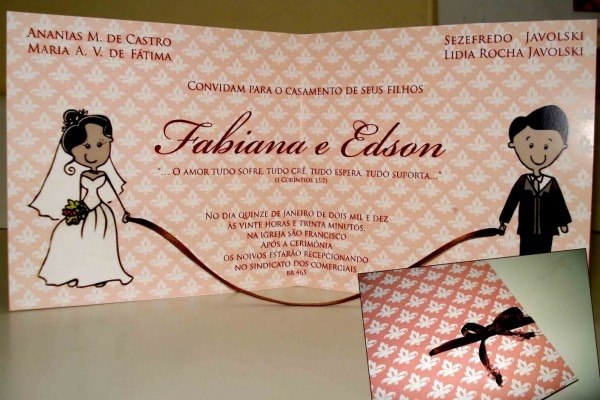 Ananias M. de Castro
Maria A. V. de Fátima
Sezefredo Javolski
Lidia Rocha Javolski
Convidam para o casamento de seus filhos
Fabiana e Edson
"... O amor tudo sofre, tudo crê, tudo espera, tudo suporta..."
(I Coríntios 13:7)
No dia quinze de janeiro de dois mil e dez
às vinte horas e trinta minutos,
na Igreja São Francisco
Após a cerimônia
os noivos estarão recepcionando
no Sindicato dos Comerciais
BR 465